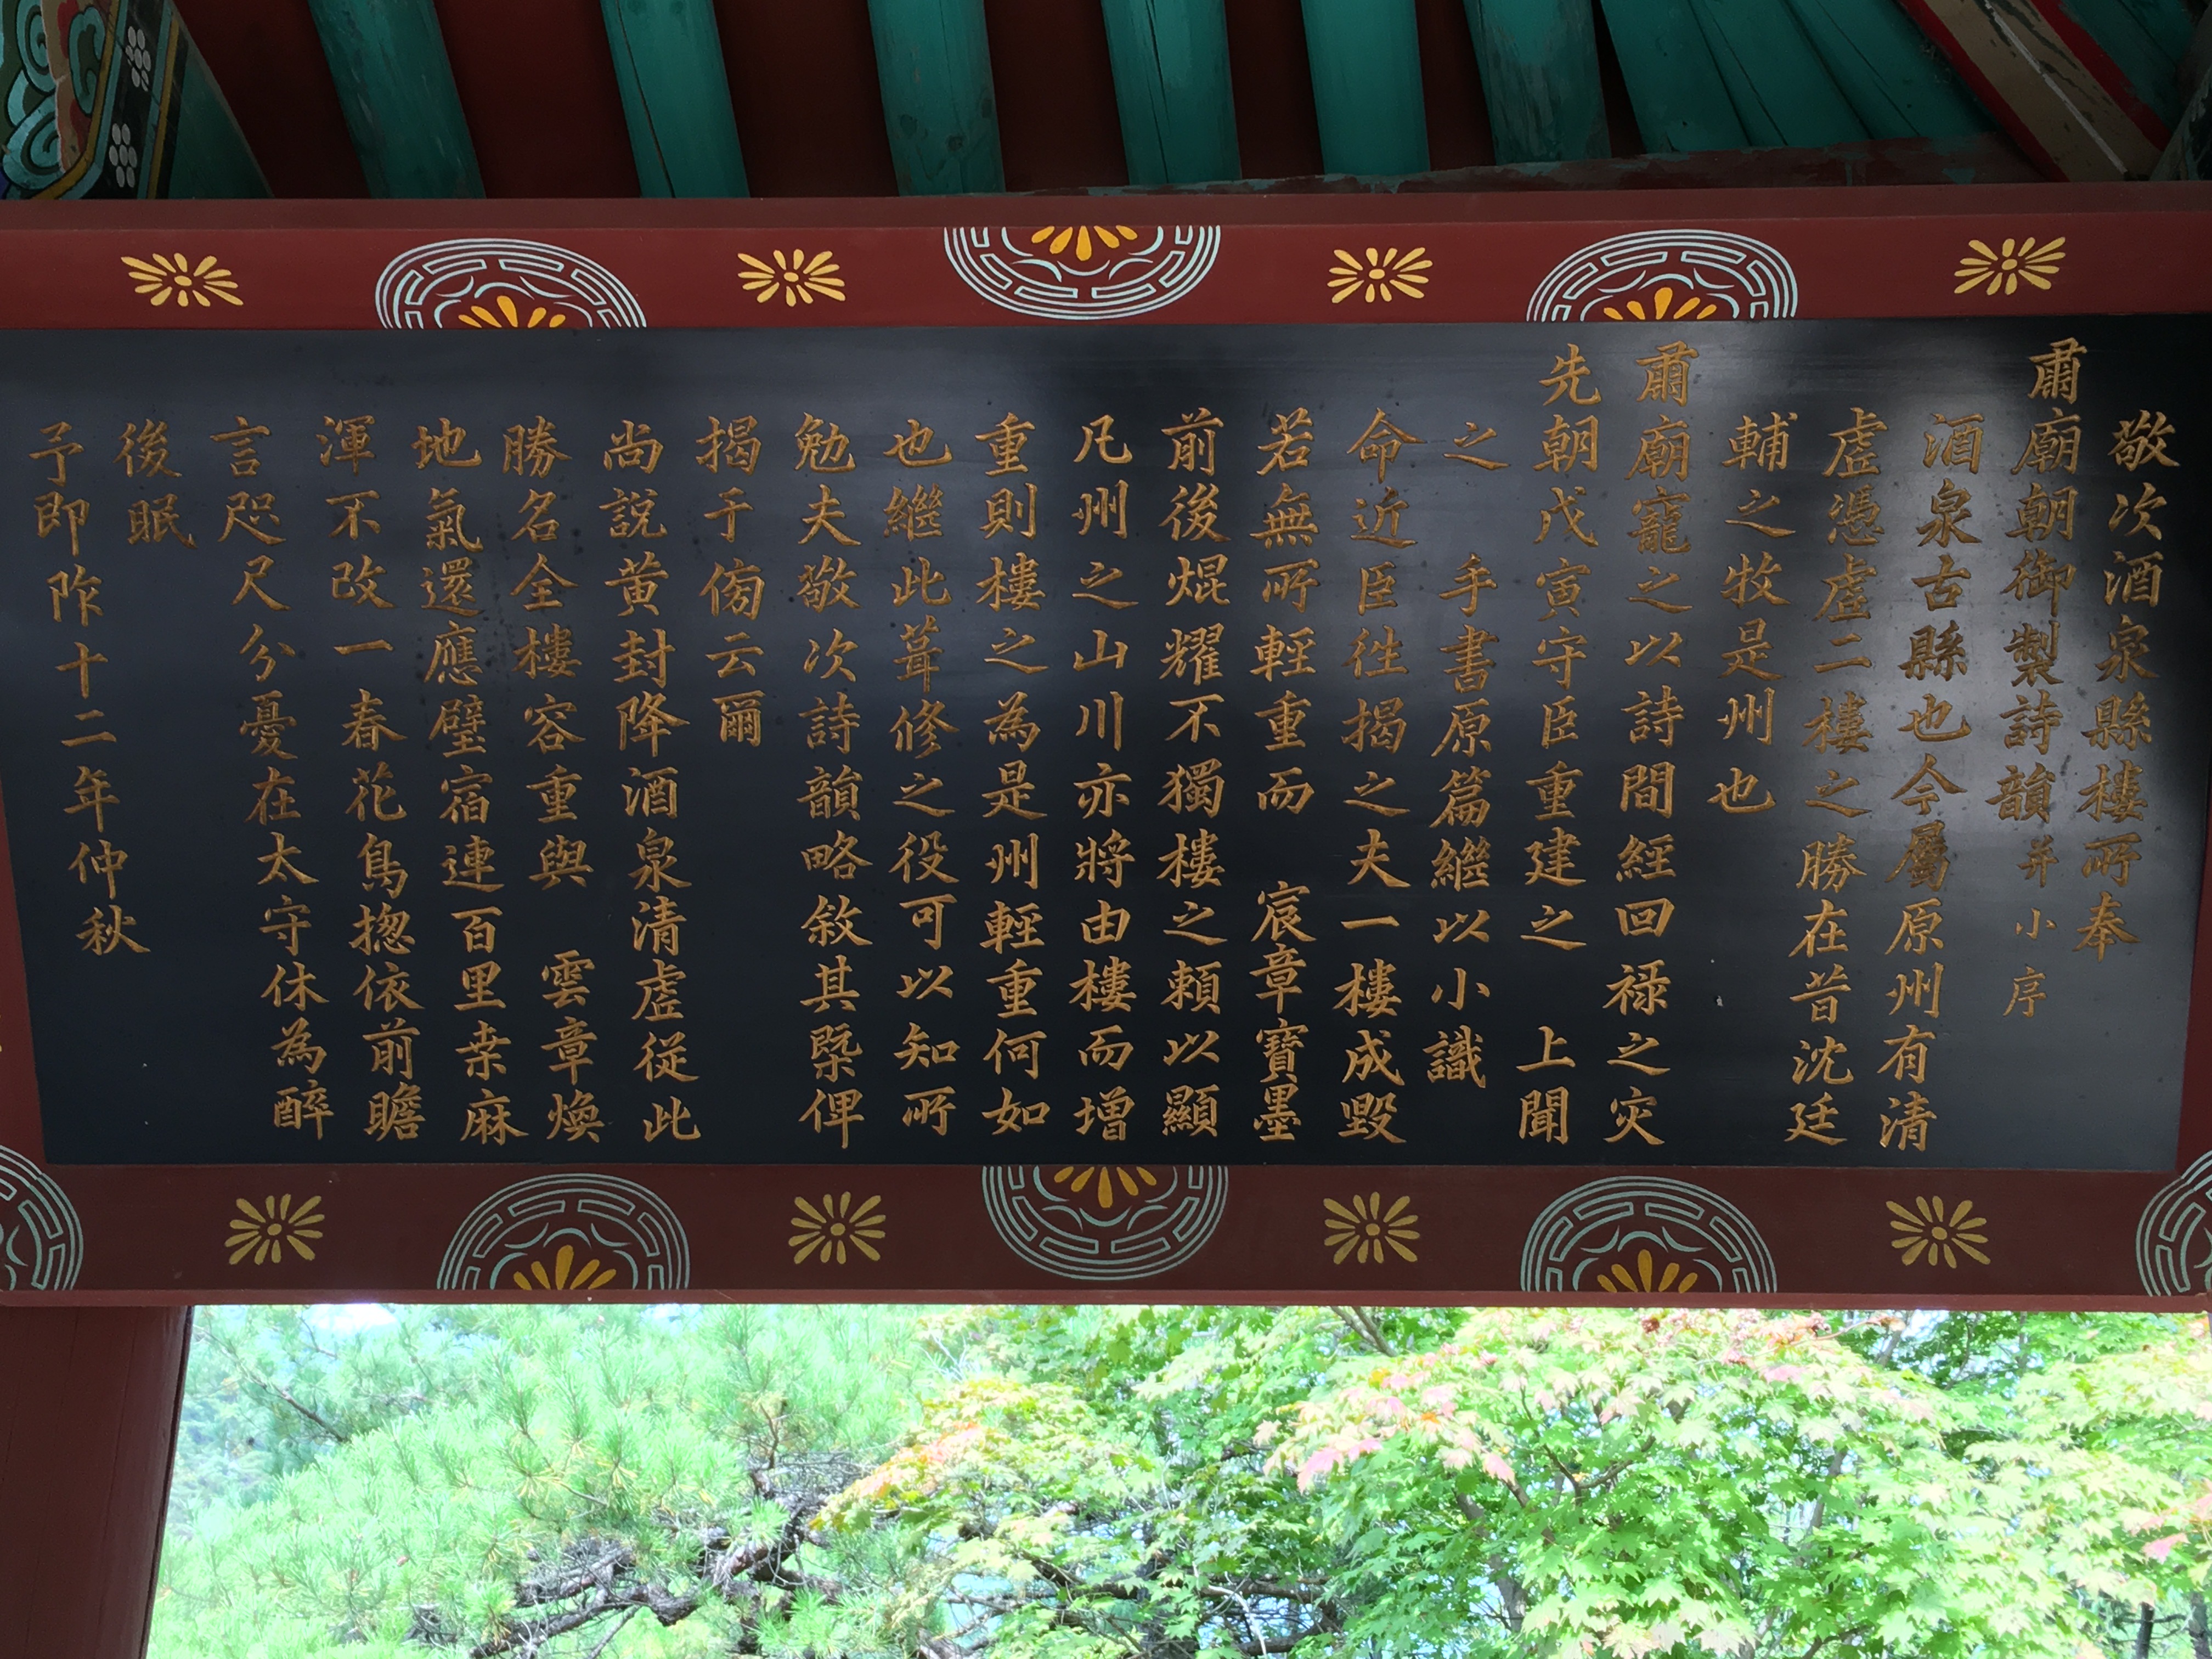 敬次酒泉縣樓所奉
肅廟朝御製詩韻并小序
酒泉古縣也今屬原州有清
虛憑虛二樓之勝在昔沈廷
輔之牧是州也
肅廟寵之以詩間經回祿之灾
先朝戊寅守臣重建之 上聞
之 手書原篇繼以小識
命近臣徃揭之夫一樓成毀
若無所輕重而 宸章寶墨
前後焜耀不獨樓之賴以顯
凡州之山川亦將由樓而增
重則樓之為是州輕重何如
也繼此葺修之役可以知所
勉夫敬次詩韻略敘其槩俾
揭于傍云爾
尚說黃封降酒泉清虛從此
勝名全樓容重與 雲章煥
地氣還應壁宿連百里桒麻
渾不改一春花鳥揔依前瞻
言咫尺分憂在太守休為醉
後眠
予即阼十二年仲秋